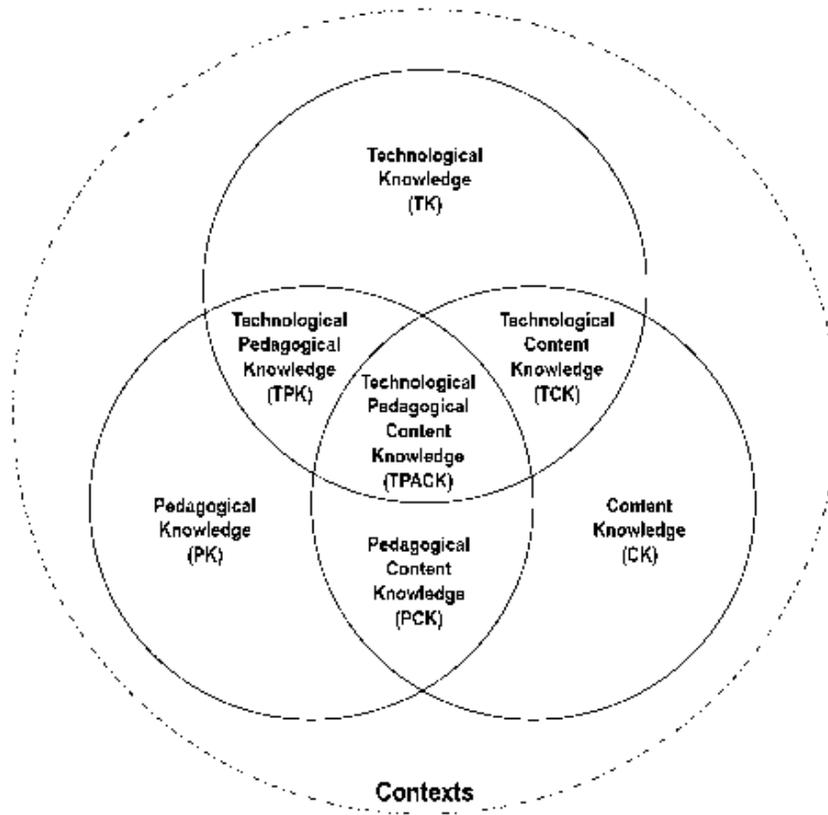 Technological
Knowledge
(TK)
Technological
Pedagogical
Knowledge
(TPK)
Technological
Content
Knowledge
(TCK)
Technological
Pedagogical
Content
Knowledge
(TPACK)
Pedagogical
Knowledge
(PK)
Content
Knowledge
(CK)
Pedagogical
Content
Knowledge
(PCK)
Contexts